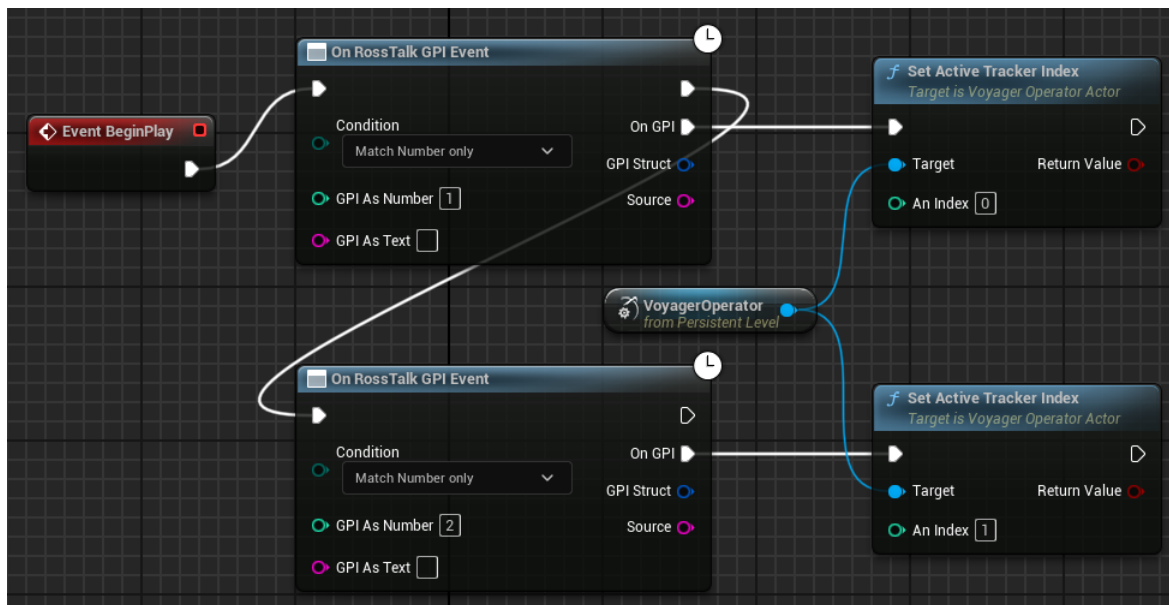 On RossTalk GPI Event
Condition
Match Number only
GPI As Number 1
GPI As Text
On GPI
GPI Struct
Source
Event BeginPlay
Set Active Tracker Index
Target is Voyager Operator Actor
Target
Return Value
An Index 0
VoyagerOperator
from Persistent Level
On RossTalk GPI Event
Condition
Match Number only
GPI As Number 2
GPI As Text
On GPI
GPI Struct
Source
Set Active Tracker Index
Target is Voyager Operator Actor
Target
Return Value
An Index 1